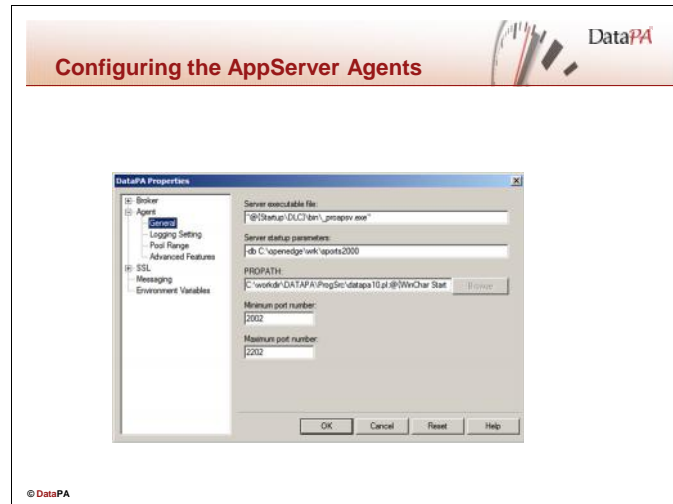 DataPA
Configuring the AppServer Agents
DataPA Properties
Broker
Agent
General
Logging Setting
Pool Range
Advanced Features
SSL
Messaging
Environment Variables
Server executable file:
"@{Startup\DLC}\bin\_proapsv.exe"
Server startup parameters:
-db C:\openedge\wrk\sports2000
PROPATH:
C:\workdir\DATAPA\ProgSrc\datapa10.pl;@{WinChar Start
Browse
Minimum port number:
2002
Maximum port number:
2202
OK Cancel Reset Help
© DataPA